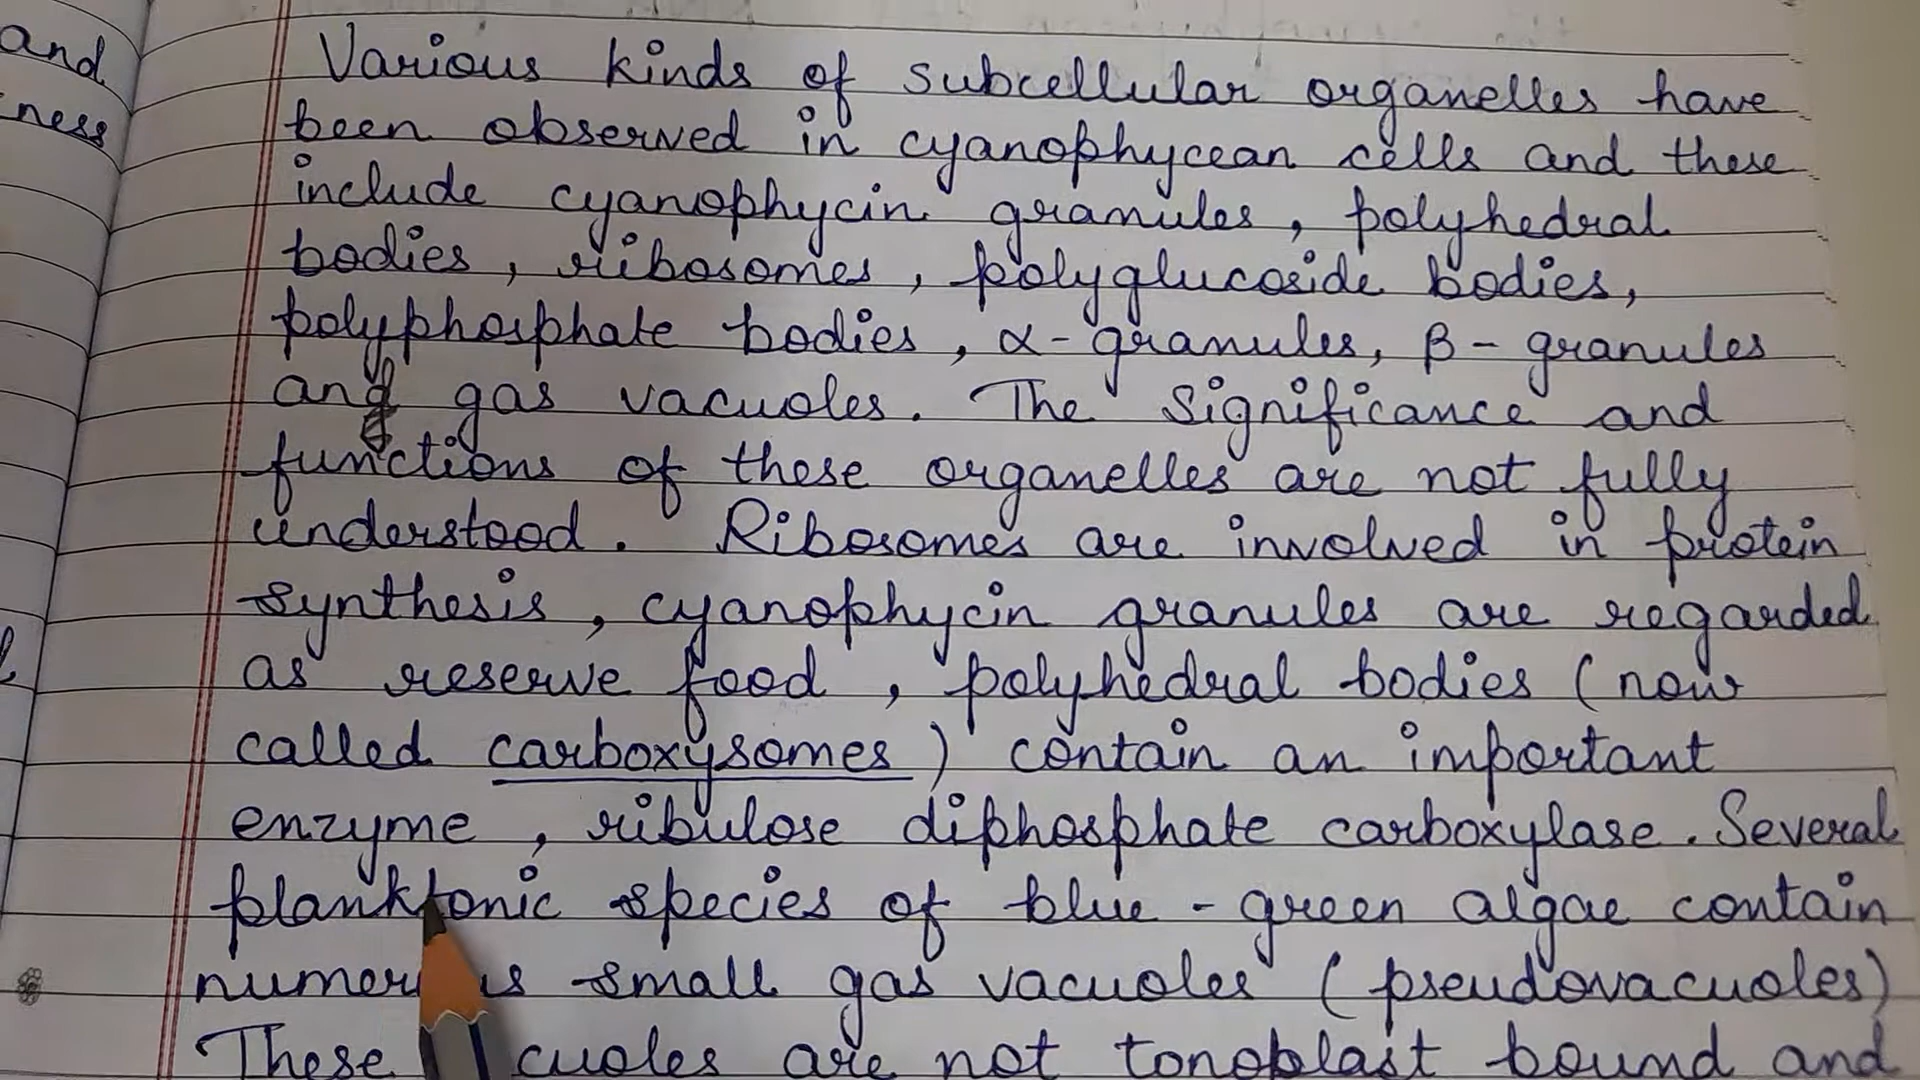 and
ness
Various kinds of subcellular organelles have
been observed in cyanophycean cells and these
include cyanophycin granules, polyhedral
bodies, ribosomes, polyglucoside bodies,
polyphosphate bodies, α-granules, β-granules
and gas vacuoles. The significance and
functions of these organelles are not fully
understood. Ribosomes are involved in protein
synthesis, cyanophycin granules are regarded
as reserve food, polyhedral bodies (now
called carboxysomes) contain an important
enzyme, ribulose diphosphate carboxylase. Several
planktonic species of blue-green algae contain
small gas vacuoles (pseudovacuoles)
These are not tonoblast bound and